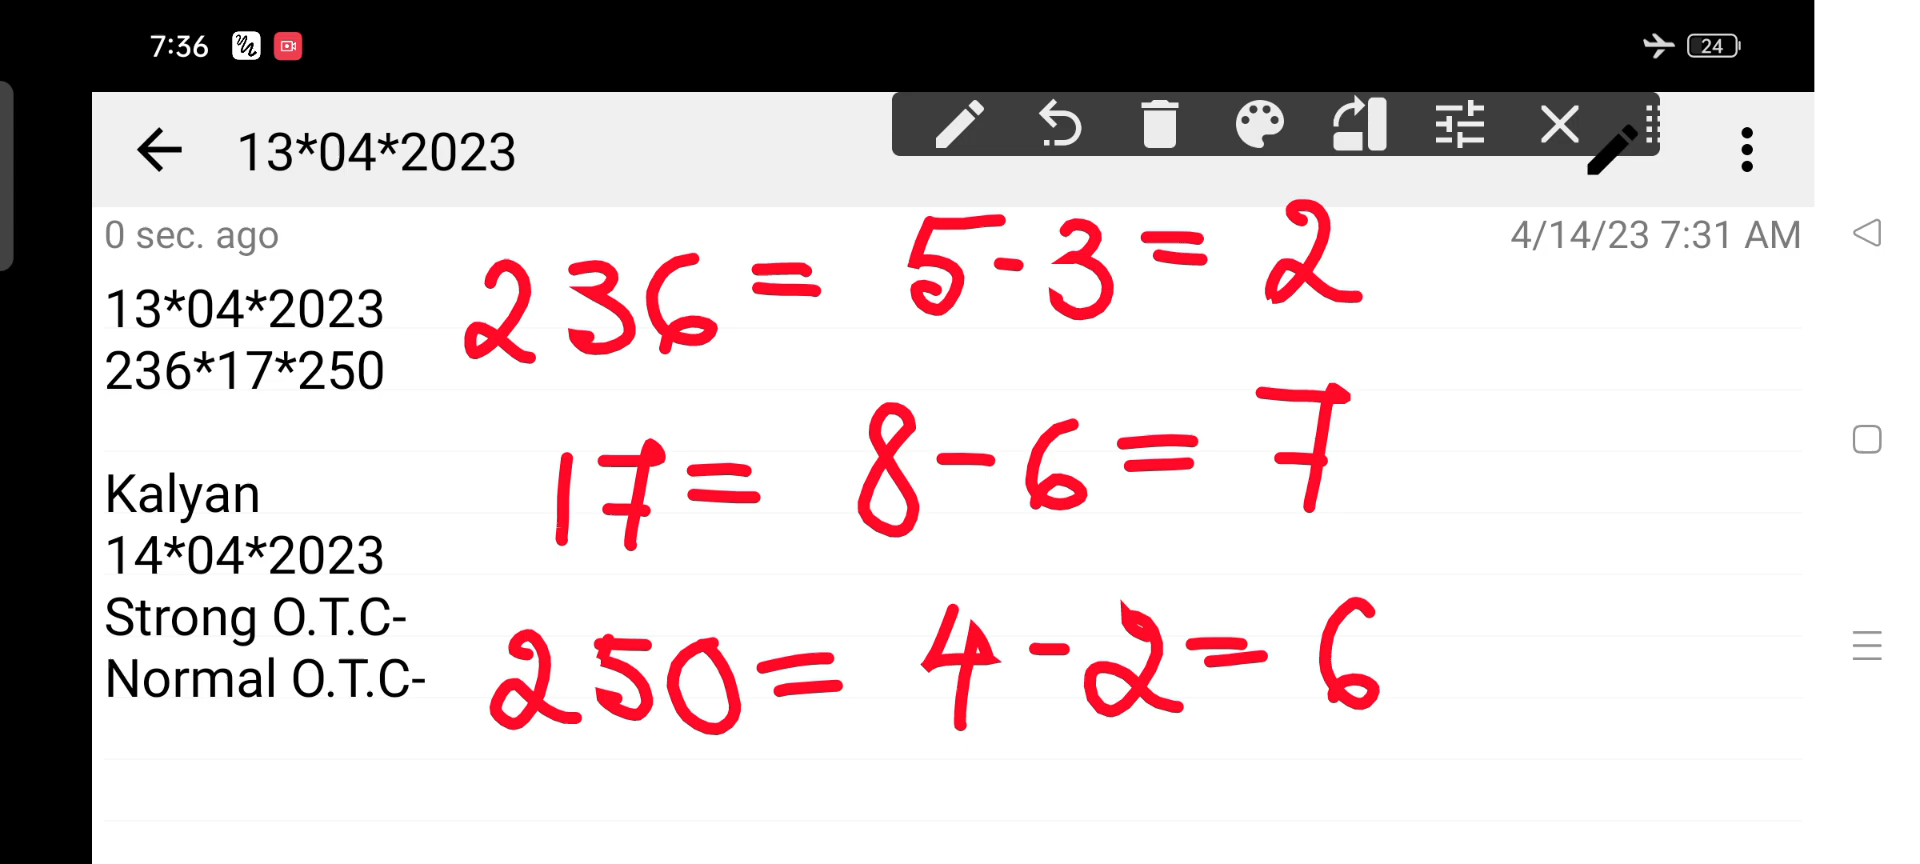 7:36
24
13*04*2023
0 sec. ago
4/14/23 7:31 AM
13*04*2023
236*17*250
236= 5-3=2
17= 8-6=7
Kalyan
14*04*2023
Strong O.T.C-
Normal O.T.C-
250= 4-2=6